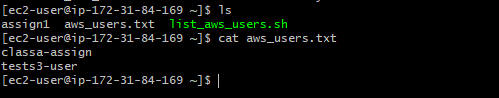 [ec2-user@ip-172-31-84-169 ~]$ ls
assign1  aws_users.txt  list_aws_users.sh
[ec2-user@ip-172-31-84-169 ~]$ cat aws_users.txt
classa-assign
tests3-user
[ec2-user@ip-172-31-84-169 ~]$